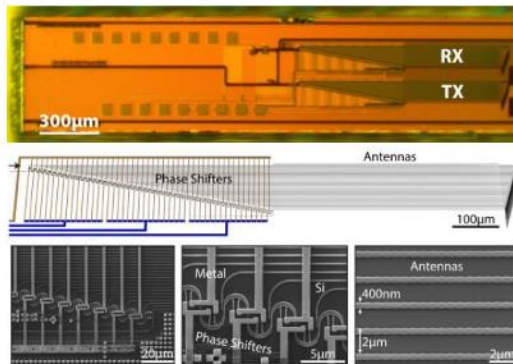 RX
TX
300µm
Antennas
Phase Shifters
100µm
Metal
Si
Phase Shifters
20µm
5µm
Antennas
400nm
2µm
2µm